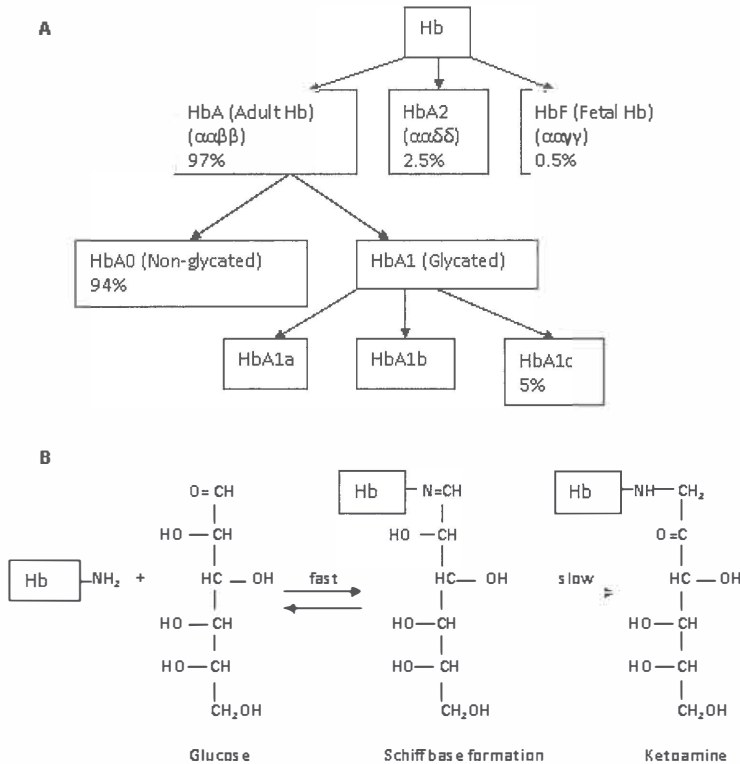 A
Hb
HbA (Adult Hb)
(ααββ)
97%
HbA2
(ααδδ)
2.5%
HbF (Fetal Hb)
(ααγγ)
0.5%
HbA0 (Non-glycated)
94%
HbA1 (Glycated)
HbA1a
HbA1b
HbA1c
5%
B
Hb
NH₂ +
O=CH
HO — CH
HC — OH
HO — CH
HO — CH
CH₂OH
Glucose
fast
Hb
N=CH
HO — CH
HC — OH
HO — CH
HO — CH
CH₂OH
Schiff base formation
slow
Hb
NH — CH₂
O=C
HC — OH
HO — CH
HO — CH
CH₂OH
Ketoamine